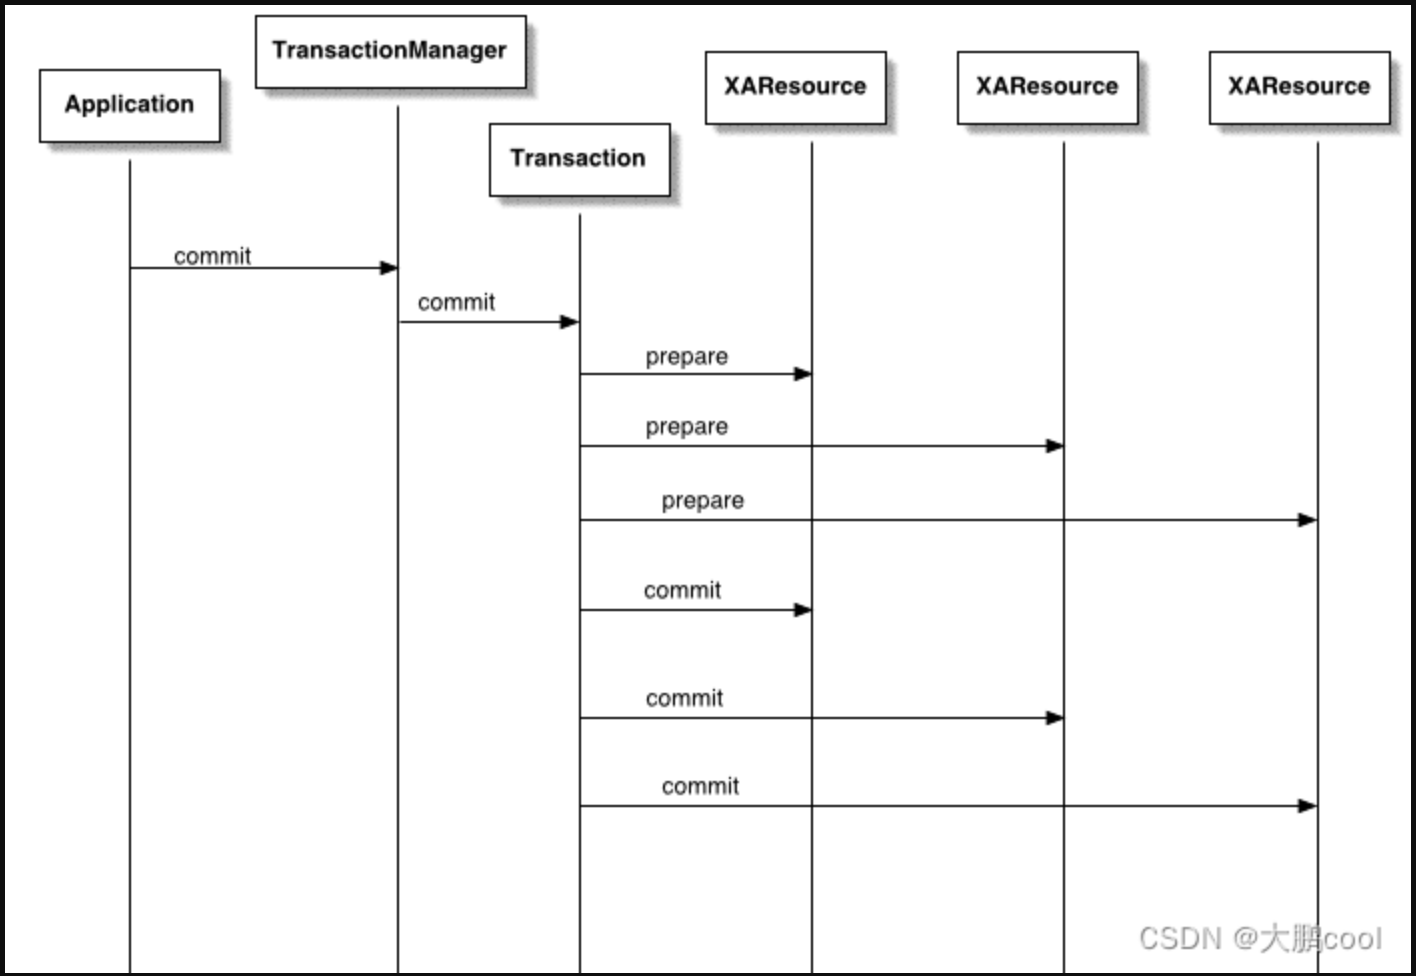 TransactionManager
Application
XAResource
XAResource
XAResource
Transaction
commit
commit
prepare
prepare
prepare
commit
commit
commit
CSDN @大鹏cool